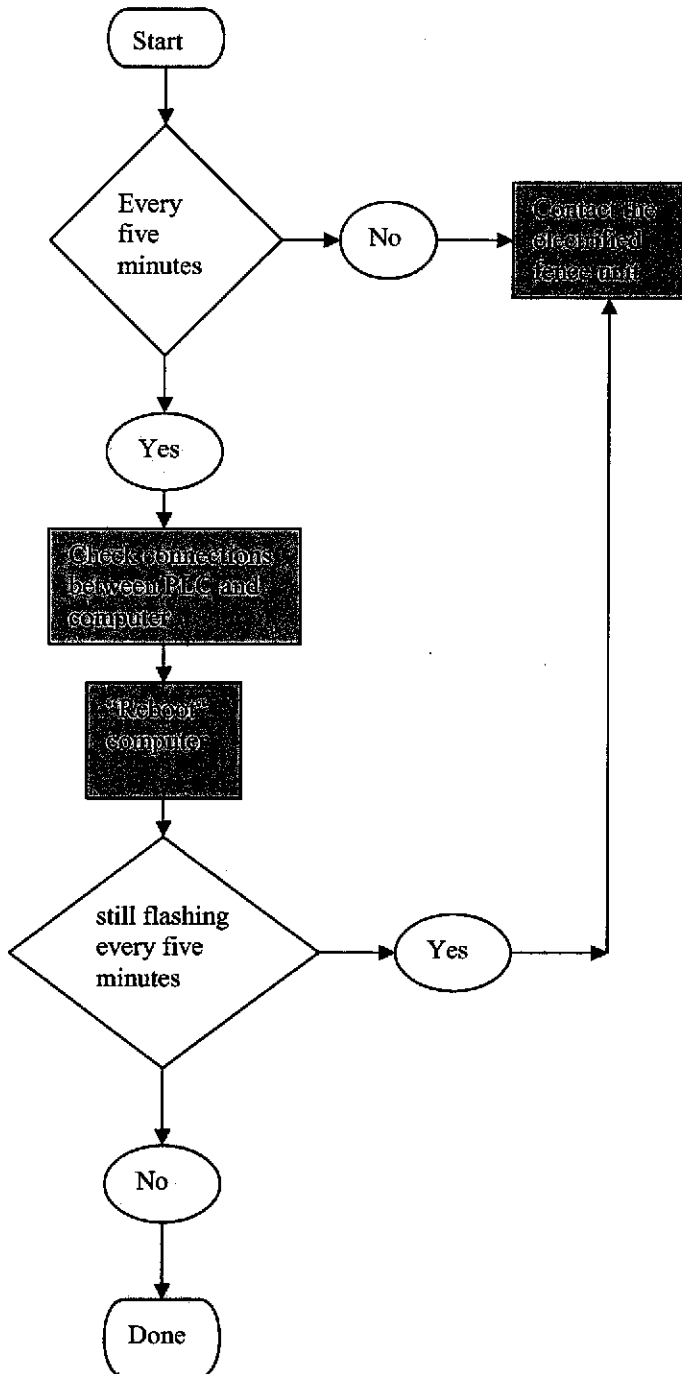 Start
Every
five
minutes
No
Contact the
electrified
fence unit
Yes
Check connections
between PLC and
computer
"Reboot"
computer
still flashing
every five
minutes
Yes
No
Done